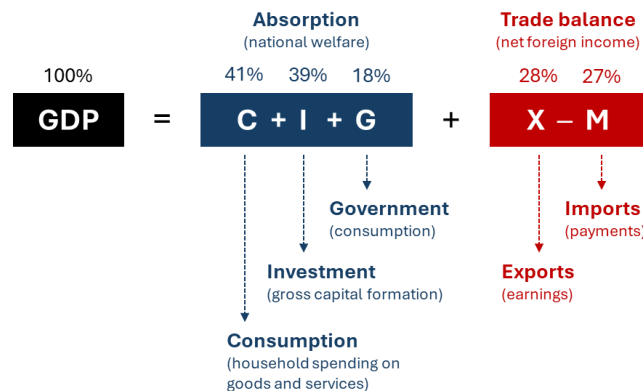 Absorption
(national welfare)
Trade balance
(net foreign income)
100%
41% 39% 18%
28% 27%
GDP = C + I + G + X – M
Government
(consumption)
Imports
(payments)
Investment
(gross capital formation)
Exports
(earnings)
Consumption
(household spending on
goods and services)